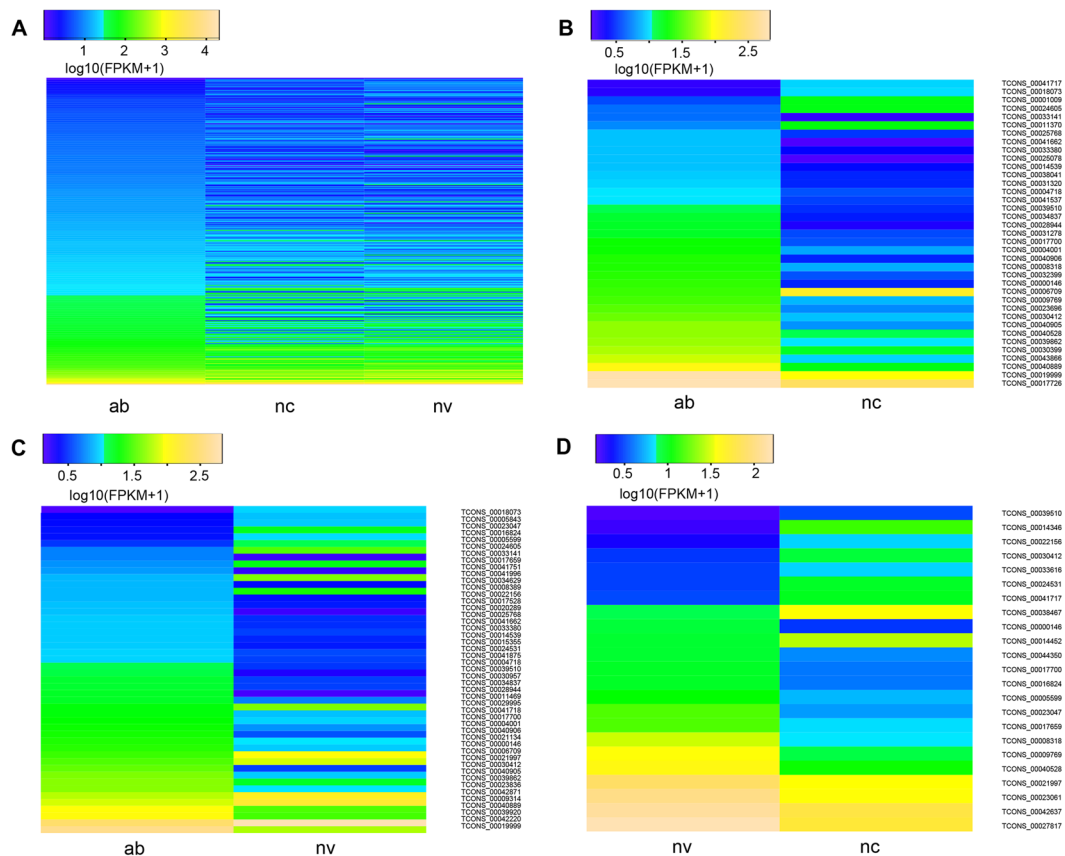 A
1 2 3 4
log10(FPKM+1)
ab nc nv
B
0.5 1.5 2.5
log10(FPKM+1)
TCONS_00041717
TCONS_00018073
TCONS_00001009
TCONS_00024605
TCONS_00033141
TCONS_00011370
TCONS_00025768
TCONS_00041662
TCONS_00033380
TCONS_00025078
TCONS_00014539
TCONS_00038041
TCONS_00031320
TCONS_00004718
TCONS_00041537
TCONS_00039510
TCONS_00034837
TCONS_00028944
TCONS_00031278
TCONS_00017700
TCONS_00004001
TCONS_00040906
TCONS_00008318
TCONS_00032399
TCONS_00000146
TCONS_00006709
TCONS_00009769
TCONS_00023696
TCONS_00030412
TCONS_00040905
TCONS_00040528
TCONS_00039862
TCONS_00030399
TCONS_00043866
TCONS_00040889
TCONS_00019999
TCONS_00017726
ab nc
C
0.5 1.5 2.5
log10(FPKM+1)
TCONS_00018073
TCONS_00005843
TCONS_00023047
TCONS_00016824
TCONS_00005599
TCONS_00024605
TCONS_00033141
TCONS_00017659
TCONS_00041751
TCONS_00041996
TCONS_00034629
TCONS_00008389
TCONS_00022156
TCONS_00017528
TCONS_00020289
TCONS_00025768
TCONS_00041662
TCONS_00033380
TCONS_00014539
TCONS_00015355
TCONS_00024531
TCONS_00041875
TCONS_00004718
TCONS_00039510
TCONS_00030957
TCONS_00034837
TCONS_00028944
TCONS_00011469
TCONS_00029995
TCONS_00041718
TCONS_00017700
TCONS_00004001
TCONS_00040906
TCONS_00021134
TCONS_00000146
TCONS_00006709
TCONS_00021997
TCONS_00030412
TCONS_00040905
TCONS_00039862
TCONS_00023836
TCONS_00042871
TCONS_00009314
TCONS_00040889
TCONS_00039920
TCONS_00042220
TCONS_00019999
ab nv
D
0.5 1 1.5 2
log10(FPKM+1)
TCONS_00039510
TCONS_00014346
TCONS_00022156
TCONS_00030412
TCONS_00033616
TCONS_00024531
TCONS_00041717
TCONS_00038467
TCONS_00000146
TCONS_00014452
TCONS_00044350
TCONS_00017700
TCONS_00016824
TCONS_00005599
TCONS_00023047
TCONS_00017659
TCONS_00008318
TCONS_00009769
TCONS_00040528
TCONS_00021997
TCONS_00023061
TCONS_00042637
TCONS_00027817
nv nc